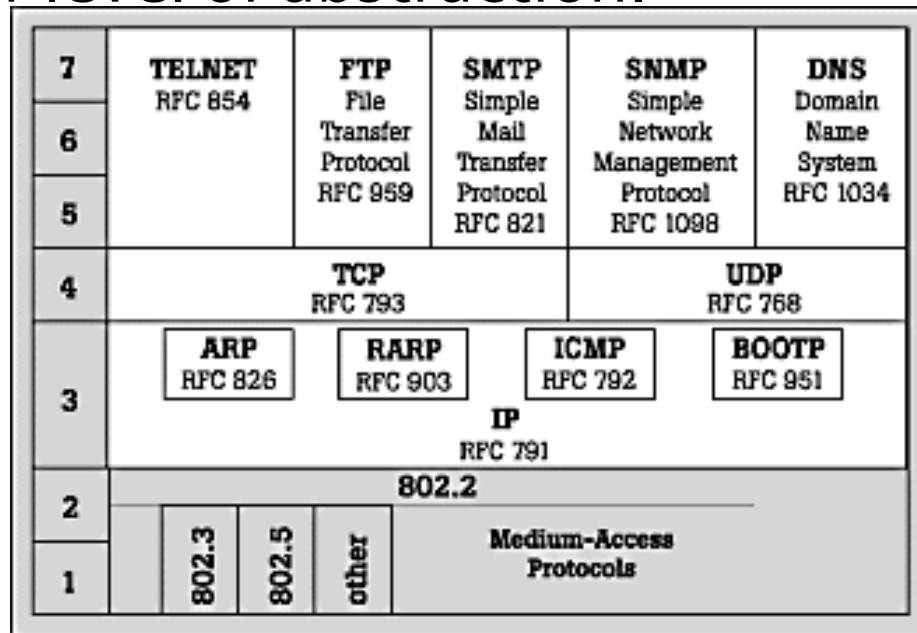 level of abstraction.
7
TELNET
RFC 854
FTP
File
Transfer
Protocol
RFC 959
SMTP
Simple
Mail
Transfer
Protocol
RFC 821
SNMP
Simple
Network
Management
Protocol
RFC 1098
DNS
Domain
Name
System
RFC 1034
6
5
4
TCP
RFC 793
UDP
RFC 768
3
ARP
RFC 826
RARP
RFC 903
ICMP
RFC 792
BOOTP
RFC 951
IP
RFC 791
2
802.2
1
802.3
802.5
other
Medium-Access
Protocols